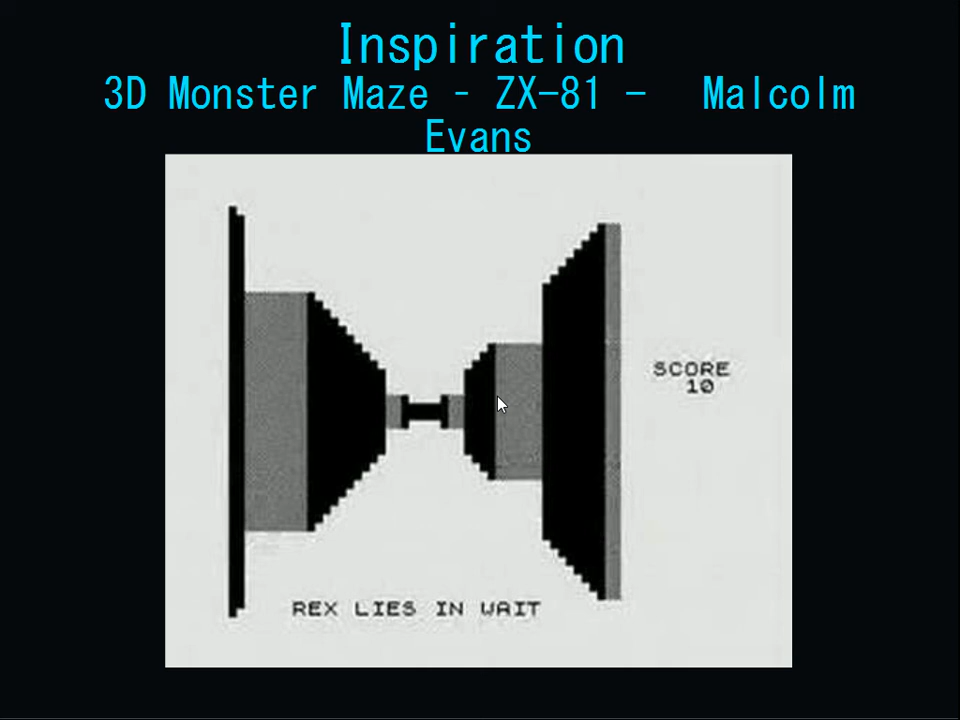 Inspiration
3D Monster Maze - ZX-81 - Malcolm
Evans
SCORE
10
REX LIES IN WAIT